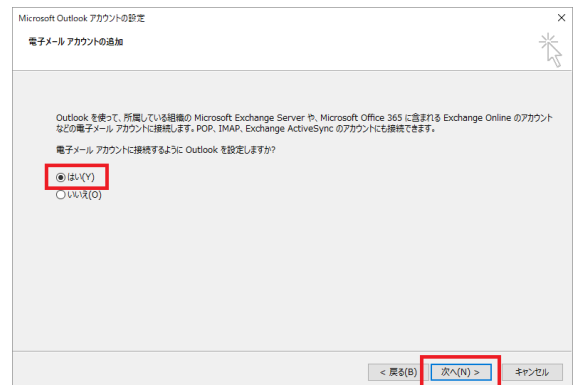 Microsoft Outlook アカウントの設定
電子メール アカウントの追加
Outlook を使って、所属している組織の Microsoft Exchange Server や、Microsoft Office 365 に含まれる Exchange Online のアカウント
などの電子メール アカウントに接続します。POP、IMAP、Exchange ActiveSync のアカウントにも接続できます。
電子メール アカウントに接続するように Outlook を設定しますか?
はい(Y)
いいえ(O)
< 戻る(B)
次へ(N) >
キャンセル